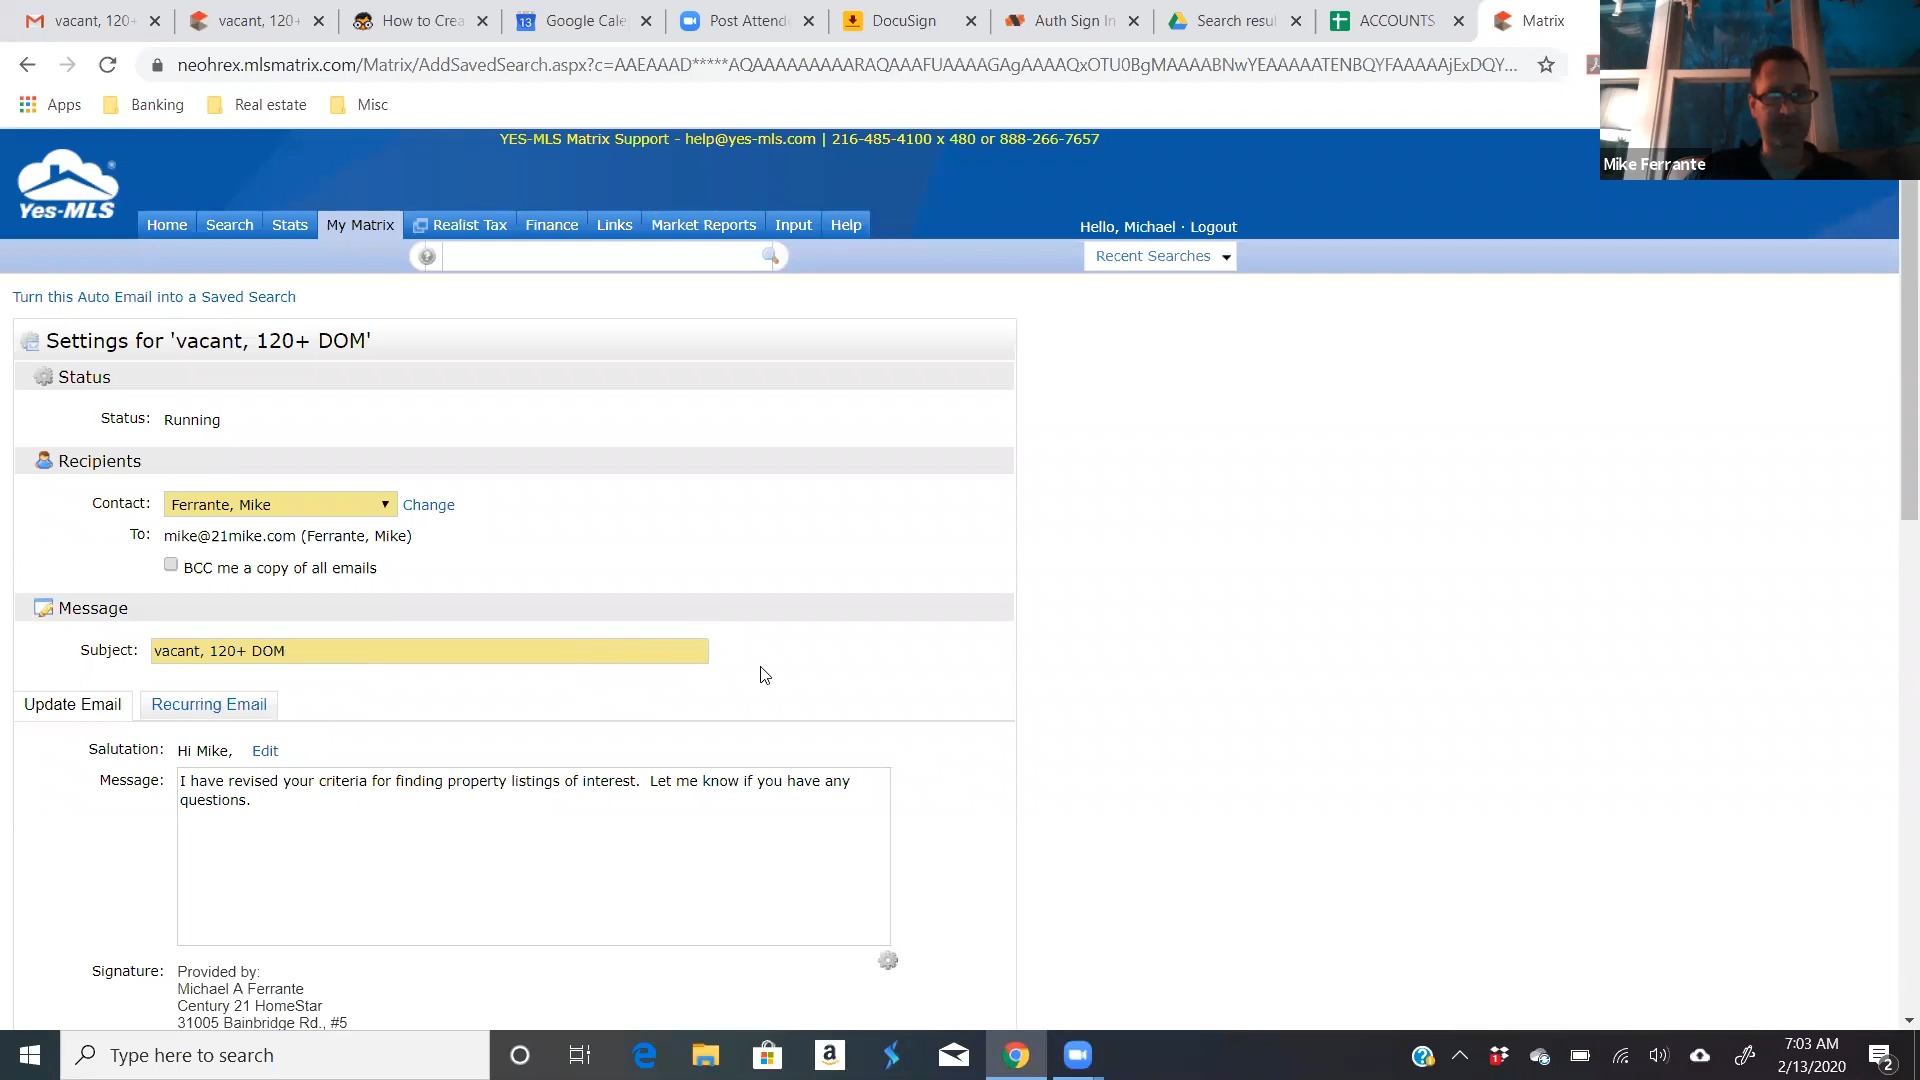 vacant, 120+
vacant, 120+
How to Crea
Google Cale
Post Attend
DocuSign
Auth Sign In
Search resul
ACCOUNTS
Matrix
neohrex.mlsmatrix.com/Matrix/AddSavedSearch.aspx?c=AAEAAAD*****AQAAAAAAAAARAQAAAFUAAAAGAgAAAAQxOTU0BgMAAAABNwYEAAAAATENBQYFAAAAAjExDQY...
Apps
Banking
Real estate
Misc
YES-MLS Matrix Support - help@yes-mls.com | 216-485-4100 x 480 or 888-266-7657
Mike Ferrante
Yes-MLS
Home
Search
Stats
My Matrix
Realist Tax
Finance
Links
Market Reports
Input
Help
Hello, Michael · Logout
Recent Searches
Turn this Auto Email into a Saved Search
Settings for 'vacant, 120+ DOM'
Status
Status: Running
Recipients
Contact: Ferrante, Mike Change
To: mike@21mike.com (Ferrante, Mike)
BCC me a copy of all emails
Message
Subject: vacant, 120+ DOM
Update Email
Recurring Email
Salutation: Hi Mike, Edit
Message: I have revised your criteria for finding property listings of interest.  Let me know if you have any
questions.
Signature: Provided by:
Michael A Ferrante
Century 21 HomeStar
31005 Bainbridge Rd., #5
Type here to search
7:03 AM
2/13/2020
2